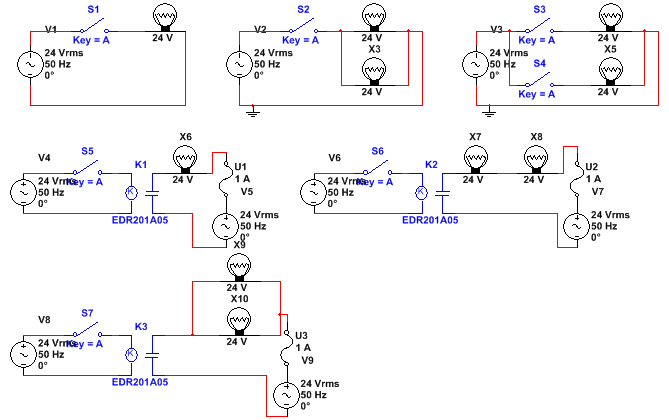 S1
V1
Key = A
24 V
24 Vrms
50 Hz
0°
S2
V2
Key = A
24 V
X3
24 Vrms
50 Hz
0°
24 V
S3
V3
Key = A
24 V
X5
24 Vrms
50 Hz
0°
S4
Key = A
24 V
X6
V4
S5
K1
24 V
U1
1 A
24 Vrms
Key = A
50 Hz
0°
K
V5
EDR201A05
24 Vrms
50 Hz
0°
X7
X8
V6
S6
K2
24 V
24 V
U2
1 A
24 Vrms
Key = A
50 Hz
0°
K
V7
EDR201A05
24 Vrms
50 Hz
0°
X9
24 V
X10
V8
S7
K3
24 V
U3
1 A
24 Vrms
Key = A
50 Hz
0°
K
V9
EDR201A05
24 Vrms
50 Hz
0°